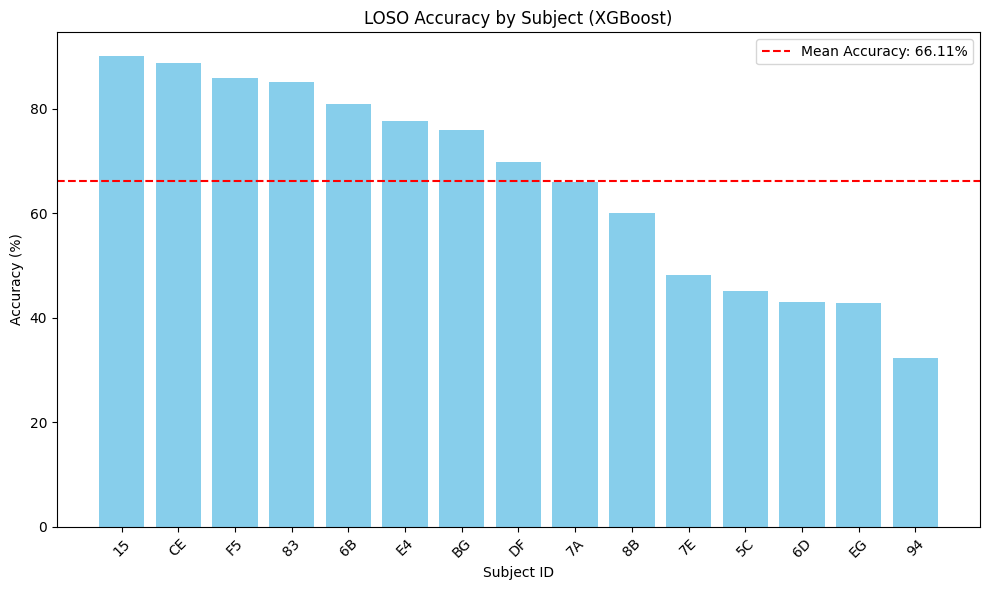 LOSO Accuracy by Subject (XGBoost)
Mean Accuracy: 66.11%
Accuracy (%)
80
60
40
20
0
15 CE F5 83 6B E4 BG DF 7A 8B 7E 5C 6D EG 94
Subject ID